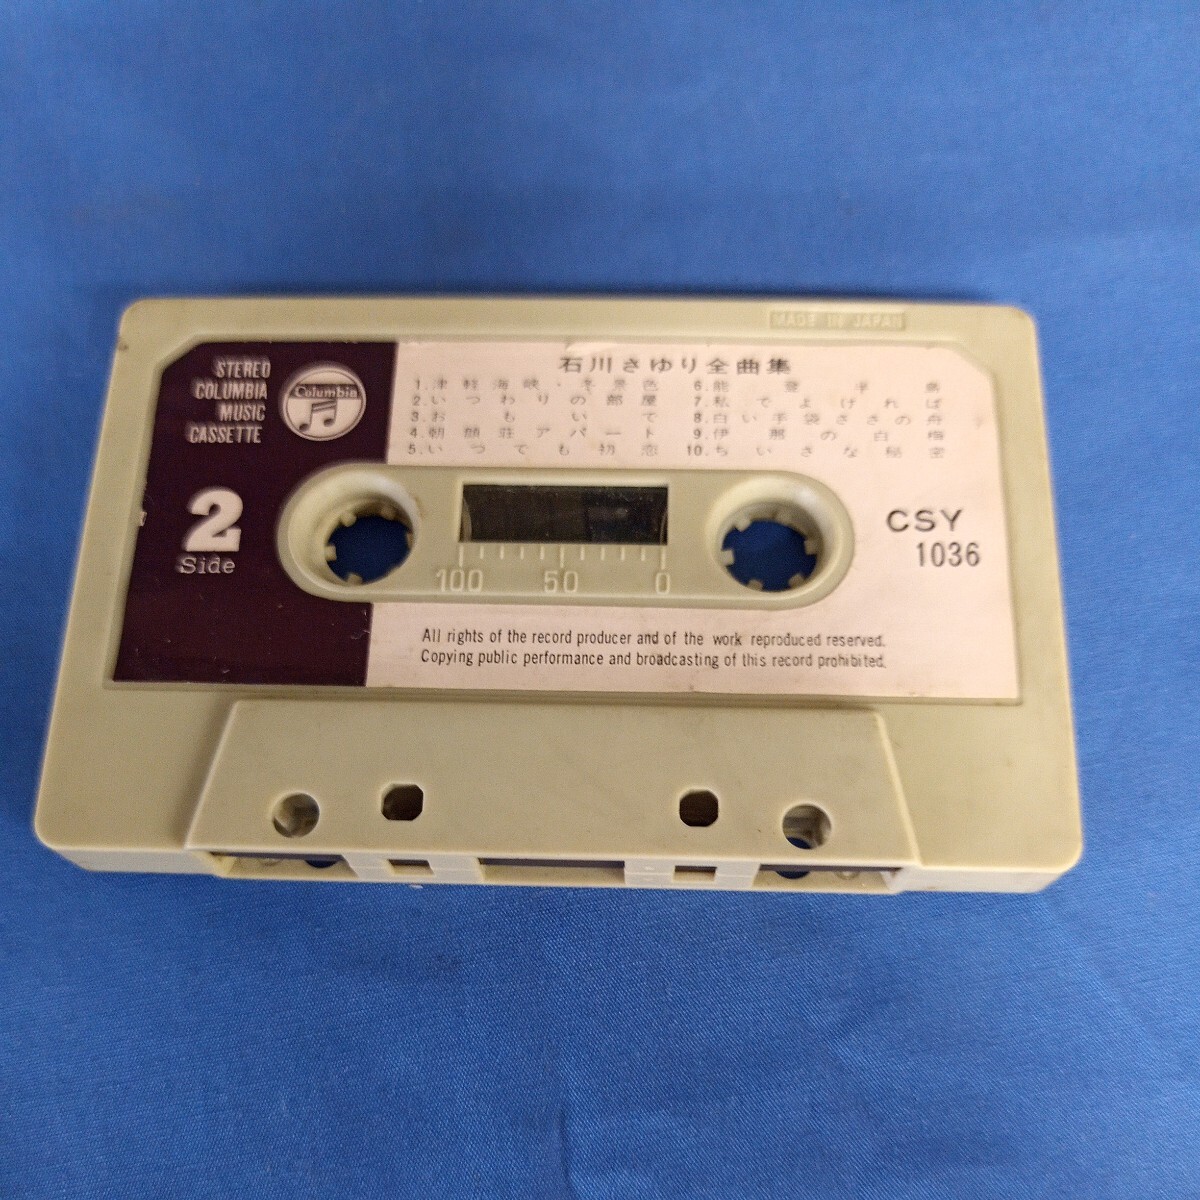 MADE IN JAPAN
STEREO
COLUMBIA
MUSIC
CASSETTE
Columbia
2
Side
石川さゆり全曲集
1.津軽海峡・冬景色
2.いつわりの部屋
3.おもいで
4.朝顔荘アパート
5.いつでも初恋
6.能登半島
7.私でよければ
8.白い手袋ささの舟
9.伊麗の白梅
10.ちいさな秘密
CSY
1036
100 50 0
All rights of the record producer and of the work reproduced reserved.
Copying public performance and broadcasting of this record prohibited.